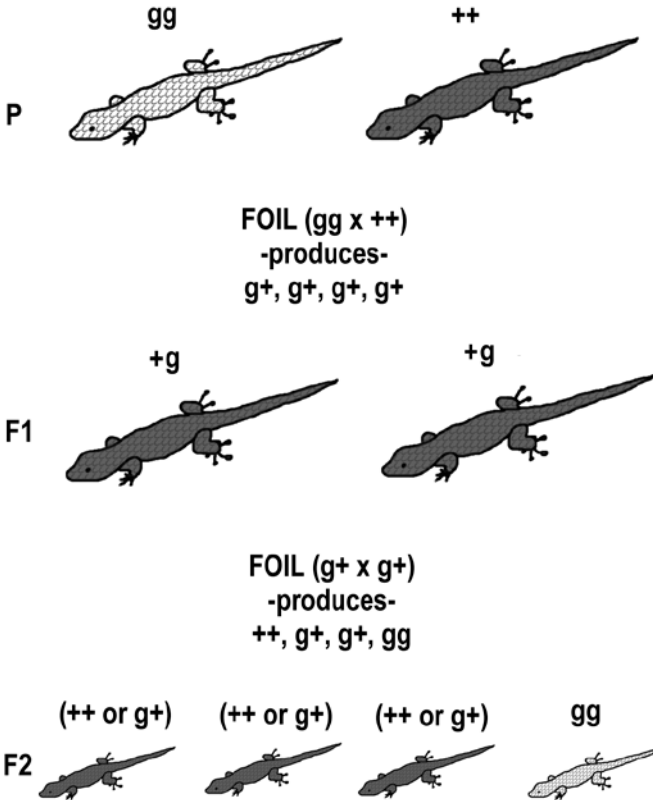 gg ++
P
FOIL (gg x ++)
-produces-
g+, g+, g+, g+
+g +g
F1
FOIL (g+ x g+)
-produces-
++, g+, g+, gg
(++ or g+) (++ or g+) (++ or g+) gg
F2